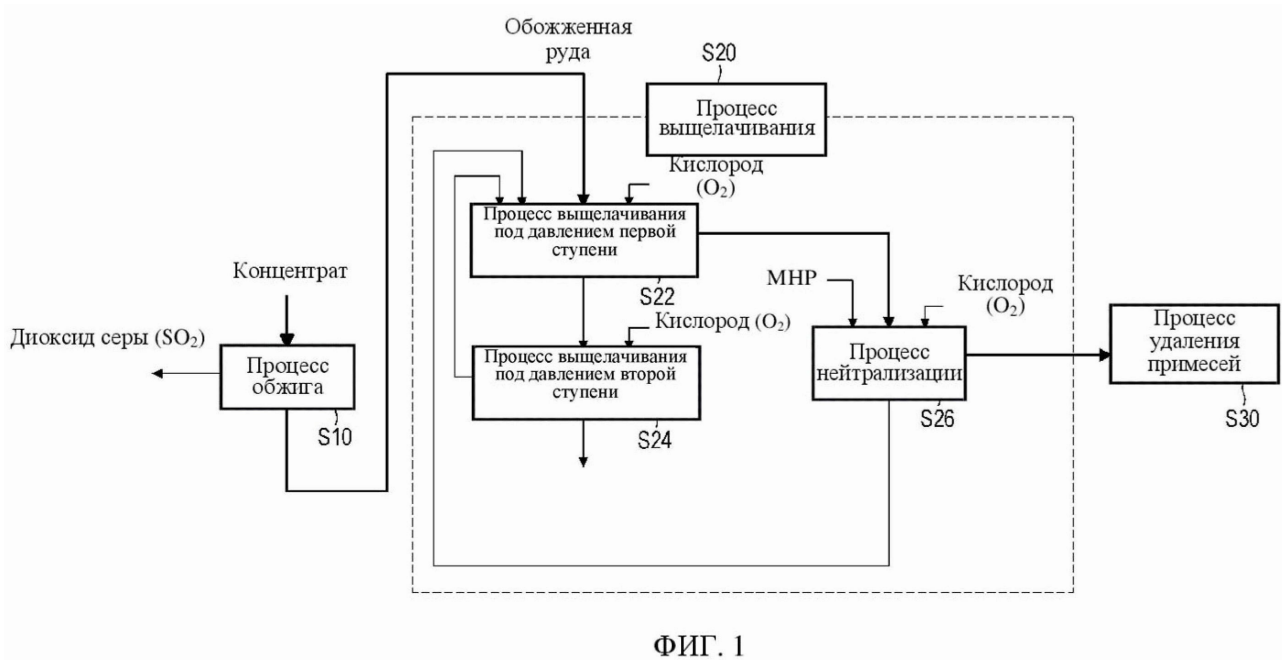 Обожженная
руда
S20
Процесс
выщелачивания
Кислород
(O₂)
Процесс выщелачивания
под давлением первой
ступени
S22
Концентрат
МНР
Кислород
(O₂)
Диоксид серы (SO₂)
Процесс
обжига
S10
Кислород (O₂)
Процесс выщелачивания
под давлением второй
ступени
S24
Процесс
нейтрализации
S26
Процесс
удаления
примесей
S30
ФИГ. 1